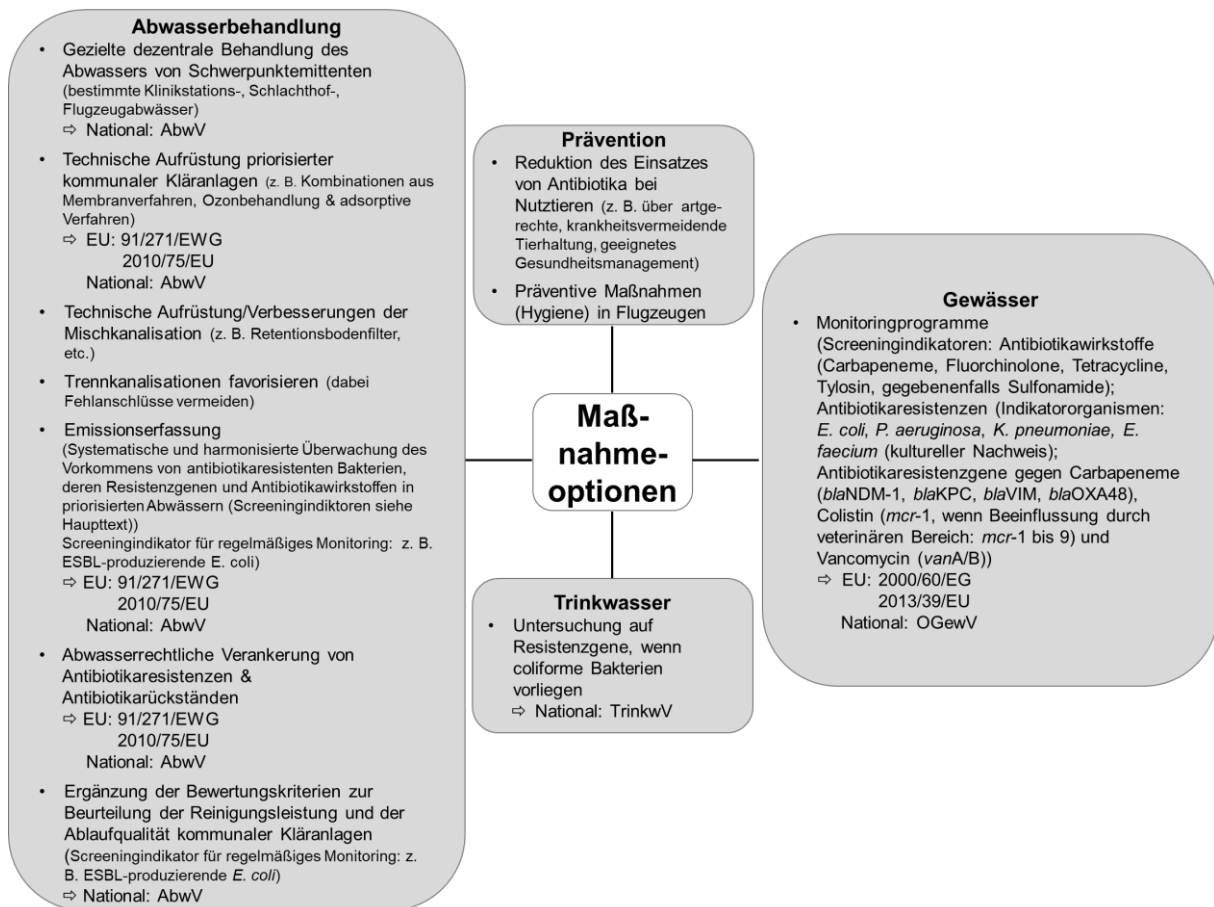 Abwasserbehandlung
• Gezielte dezentrale Behandlung des
Abwassers von Schwerpunktemittenten
(bestimmte Klinikstations-, Schlachthof-,
Flugzeugabwässer)
⇨ National: AbwV
• Technische Aufrüstung priorisierter
kommunaler Kläranlagen (z. B. Kombinationen aus
Membranverfahren, Ozonbehandlung & adsorptive
Verfahren)
⇨ EU: 91/271/EWG
2010/75/EU
National: AbwV
• Technische Aufrüstung/Verbesserungen der
Mischkanalisation (z. B. Retentionsbodenfilter,
etc.)
• Trennkanalisationen favorisieren (dabei
Fehlanschlüsse vermeiden)
• Emissionserfassung
(Systematische und harmonisierte Überwachung des
Vorkommens von antibiotikaresistenten Bakterien,
deren Resistenzgenen und Antibiotikawirkstoffen in
priorisierten Abwässern (Screeningindiktoren siehe
Haupttext))
Screeningindikator für regelmäßiges Monitoring: z. B.
ESBL-produzierende E. coli)
⇨ EU: 91/271/EWG
2010/75/EU
National: AbwV
• Abwasserrechtliche Verankerung von
Antibiotikaresistenzen &
Antibiotikarückständen
⇨ EU: 91/271/EWG
2010/75/EU
National: AbwV
• Ergänzung der Bewertungskriterien zur
Beurteilung der Reinigungsleistung und der
Ablaufqualität kommunaler Kläranlagen
(Screeningindikator für regelmäßiges Monitoring: z.
B. ESBL-produzierende E. coli)
⇨ National: AbwV
Prävention
• Reduktion des Einsatzes
von Antibiotika bei
Nutztieren (z. B. über artge-
rechte, krankheitsvermeidende
Tierhaltung, geeignetes
Gesundheitsmanagement)
• Präventive Maßnahmen
(Hygiene) in Flugzeugen
Maß-
nahme-
optionen
Trinkwasser
• Untersuchung auf
Resistenzgene, wenn
coliforme Bakterien
vorliegen
⇨ National: TrinkwV
Gewässer
• Monitoringprogramme
(Screeningindikatoren: Antibiotikawirkstoffe
(Carbapeneme, Fluorchinolone, Tetracycline,
Tylosin, gegebenenfalls Sulfonamide);
Antibiotikaresistenzen (Indikatororganismen:
E. coli, P. aeruginosa, K. pneumoniae, E.
faecium (kultureller Nachweis);
Antibiotikaresistenzgene gegen Carbapeneme
(blaNDM-1, blaKPC, blaVIM, blaOXA48),
Colistin (mcr-1, wenn Beeinflussung durch
veterinären Bereich: mcr-1 bis 9) und
Vancomycin (vanA/B))
⇨ EU: 2000/60/EG
2013/39/EU
National: OGewV